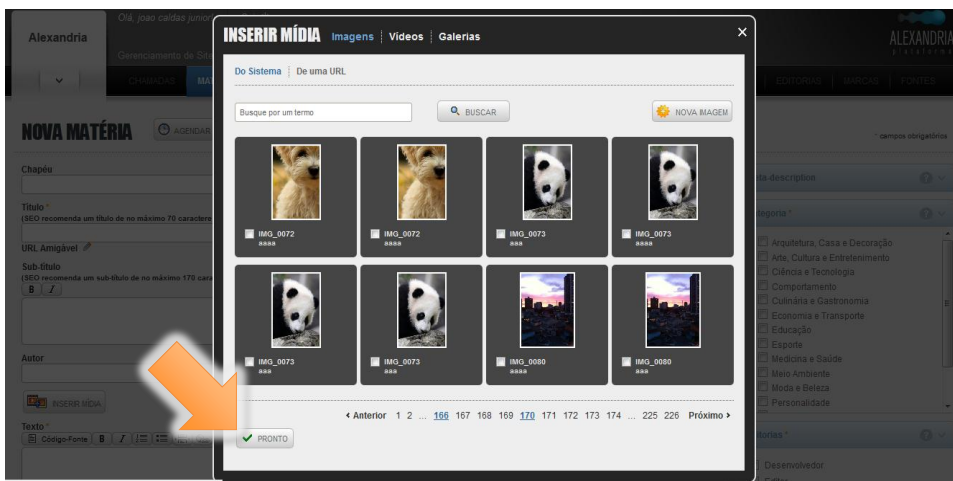 Olá, joao caldas junior
Alexandria
Gerenciamento de Site
ALEXANDRIA
plataforma
CHAMADAS
EDITORIAS
MARCAS
FONTES
INSERIR MÍDIA
Imagens
Vídeos
Galerias
Do Sistema
De uma URL
Busque por um termo
BUSCAR
NOVA IMAGEM
NOVA MATÉRIA
AGENDAR
* campos obrigatórios
Chapéu
Título *
(SEO recomenda um título de no máximo 70 caractere
URL Amigável
Sub-título
(SEO recomenda um sub-título de no máximo 170 cara
B I
Autor
INSERIR MÍDIA
Texto *
Código-Fonte B I
IMG_0072
aaaa
IMG_0072
aaaa
IMG_0073
aaaa
IMG_0073
aaaa
IMG_0073
aaa
IMG_0073
aaa
IMG_0080
aaaa
IMG_0080
aaa
‹ Anterior 1 2 ... 166 167 168 169 170 171 172 173 174 ... 225 226 Próximo ›
PRONTO
Arquitetura, Casa e Decoração
Arte, Cultura e Entretenimento
Ciência e Tecnologia
Comportamento
Culinária e Gastronomia
Economia e Transporte
Educação
Esporte
Medicina e Saúde
Meio Ambiente
Moda e Beleza
Personalidade
Desenvolvedor